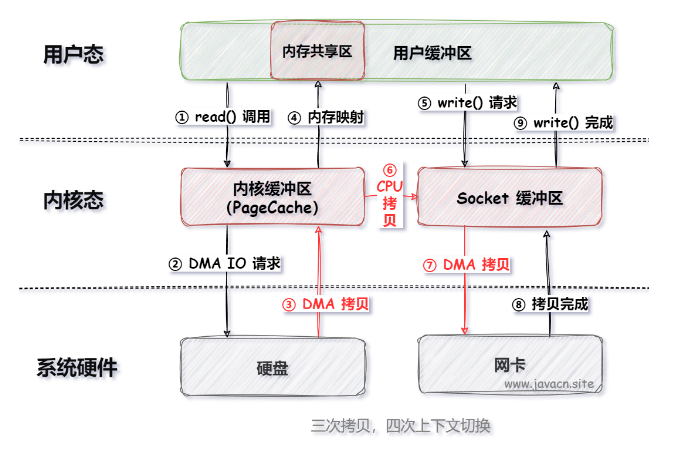 用户态
内存共享区
用户缓冲区
① read() 调用
④ 内存映射
⑤ write() 请求
⑨ write() 完成
内核态
内核缓冲区
(PageCache)
⑥
CPU
拷
贝
Socket 缓冲区
② DMA IO 请求
⑦ DMA 拷贝
③ DMA 拷贝
⑧ 拷贝完成
系统硬件
硬盘
网卡
www.javacn.site
三次拷贝，四次上下文切换